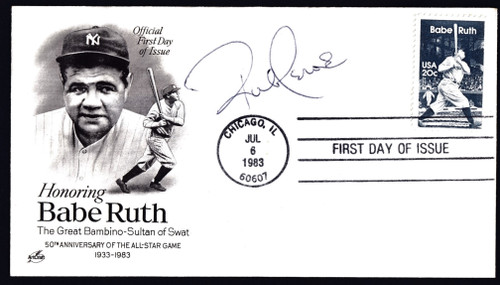 Official
First Day
of Issue
Babe Ruth
USA
20c
CHICAGO, IL
JUL
6
1983
60607
FIRST DAY OF ISSUE
Honoring
Babe Ruth
The Great Bambino-Sultan of Swat
50TH ANNIVERSARY OF THE ALL-STAR GAME
1933-1983